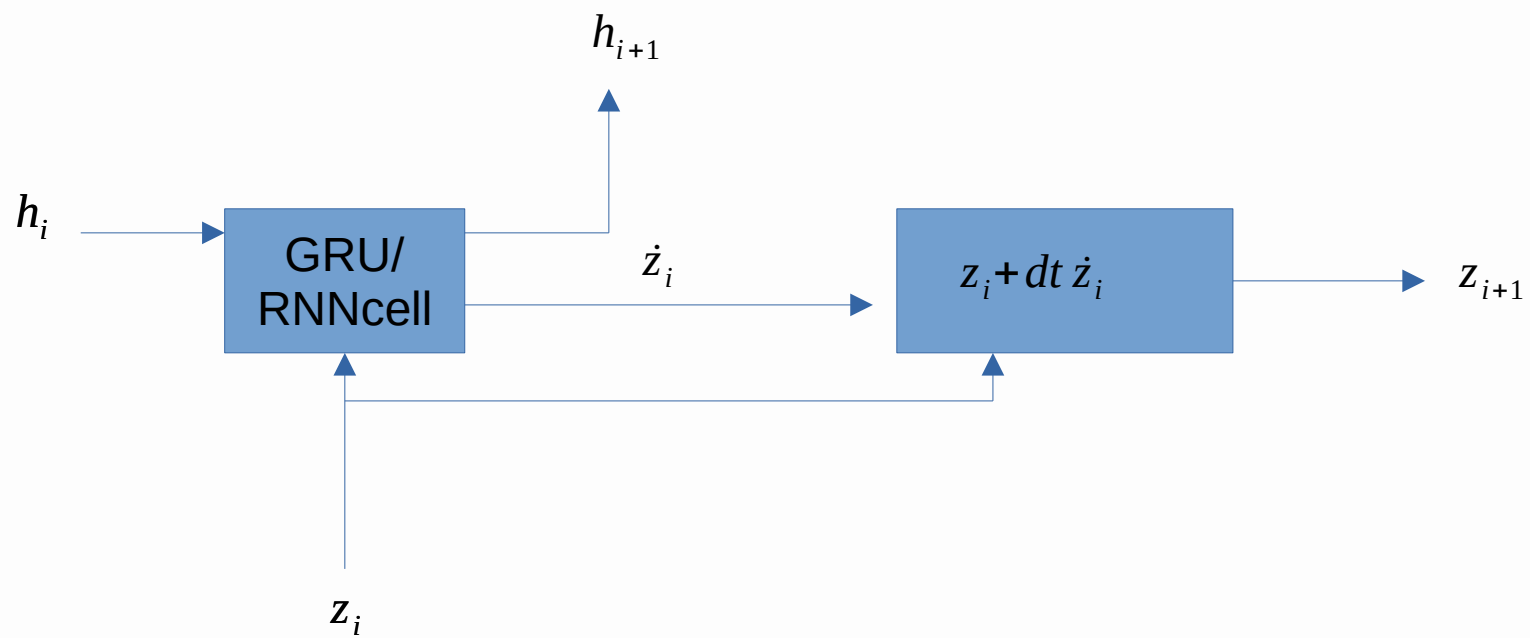 h_{i+1}
h_i
GRU/
RNNcell
ż_i
z_i + dt ż_i
z_{i+1}
z_i